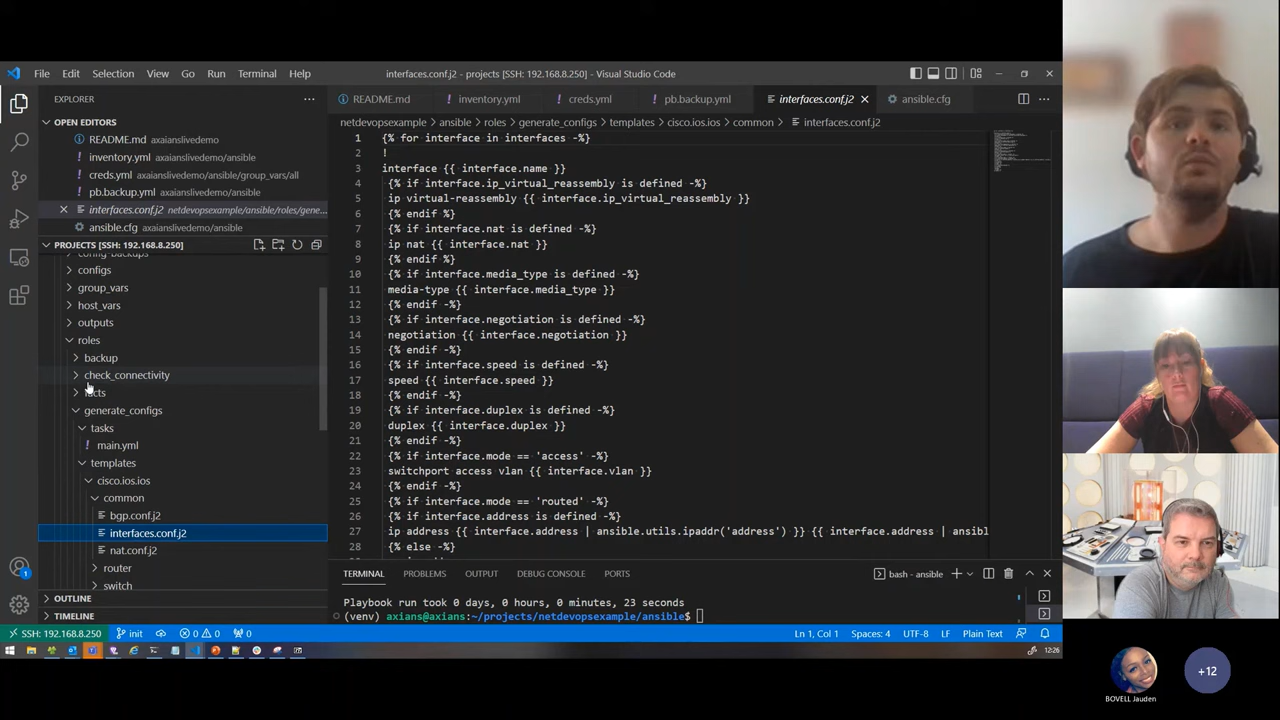 File Edit Selection View Go Run Terminal Help
interfaces.conf.j2 - projects [SSH: 192.168.8.250] - Visual Studio Code
EXPLORER
OPEN EDITORS
README.md axaianslivedemo
inventory.yml axaianslivedemo/ansible
creds.yml axaianslivedemo/ansible/group_vars/all
pb.backup.yml axaianslivedemo/ansible
interfaces.conf.j2 netdevopsexample/ansible/roles/gene...
ansible.cfg axaianslivedemo/ansible
PROJECTS [SSH: 192.168.8.250]
config-backups
configs
group_vars
host_vars
outputs
roles
backup
check_connectivity
facts
generate_configs
tasks
main.yml
templates
cisco.ios.ios
common
bgp.conf.j2
interfaces.conf.j2
nat.conf.j2
router
switch
OUTLINE
TIMELINE
README.md inventory.yml creds.yml pb.backup.yml interfaces.conf.j2 ansible.cfg
netdevopsexample > ansible > roles > generate_configs > templates > cisco.ios.ios > common > interfaces.conf.j2
1 {% for interface in interfaces -%}
2 !
3 interface {{ interface.name }}
4 {% if interface.ip_virtual_reassembly is defined -%}
5 ip virtual-reassembly {{ interface.ip_virtual_reassembly }}
6 {% endif %}
7 {% if interface.nat is defined -%}
8 ip nat {{ interface.nat }}
9 {% endif -%}
10 {% if interface.media_type is defined -%}
11 media-type {{ interface.media_type }}
12 {% endif -%}
13 {% if interface.negotiation is defined -%}
14 negotiation {{ interface.negotiation }}
15 {% endif -%}
16 {% if interface.speed is defined -%}
17 speed {{ interface.speed }}
18 {% endif -%}
19 {% if interface.duplex is defined -%}
20 duplex {{ interface.duplex }}
21 {% endif -%}
22 {% if interface.mode == 'access' -%}
23 switchport access vlan {{ interface.vlan }}
24 {% endif -%}
25 {% if interface.mode == 'routed' -%}
26 {% if interface.address is defined -%}
27 ip address {{ interface.address | ansible.utils.ipaddr('address') }} {{ interface.address | ansibl
28 {% else -%}
TERMINAL PROBLEMS OUTPUT DEBUG CONSOLE PORTS
bash - ansible
Playbook run took 0 days, 0 hours, 0 minutes, 23 seconds
(venv) axians@axians:~/projects/netdevopsexample/ansible$
1
SSH: 192.168.8.250 init 0 0 0 Ln 1, Col 1 Spaces: 4 UTF-8 LF Plain Text
12:26
+12
BOVELL Jauden